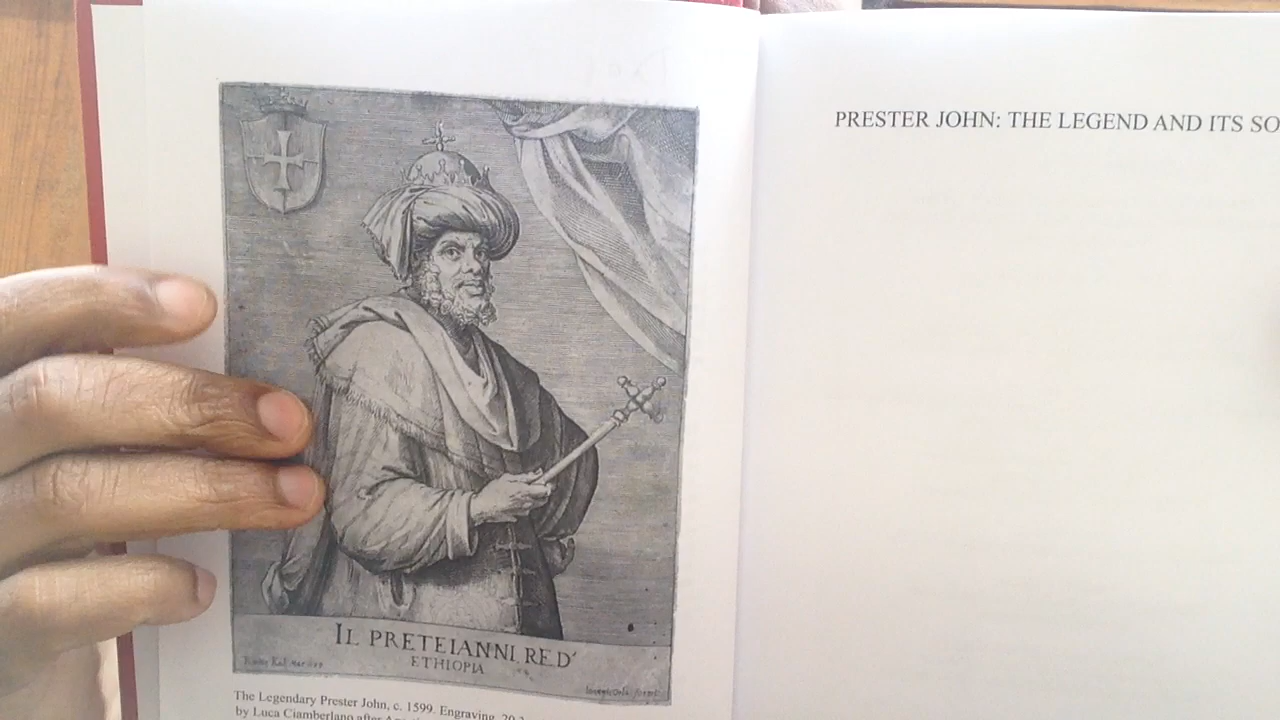 IL PRETEIANNI RE D'
ETHIOPIA
The Legendary Prester John, c. 1599. Engraving, 20
by Luca Ciamberlano after
PRESTER JOHN: THE LEGEND AND ITS SO